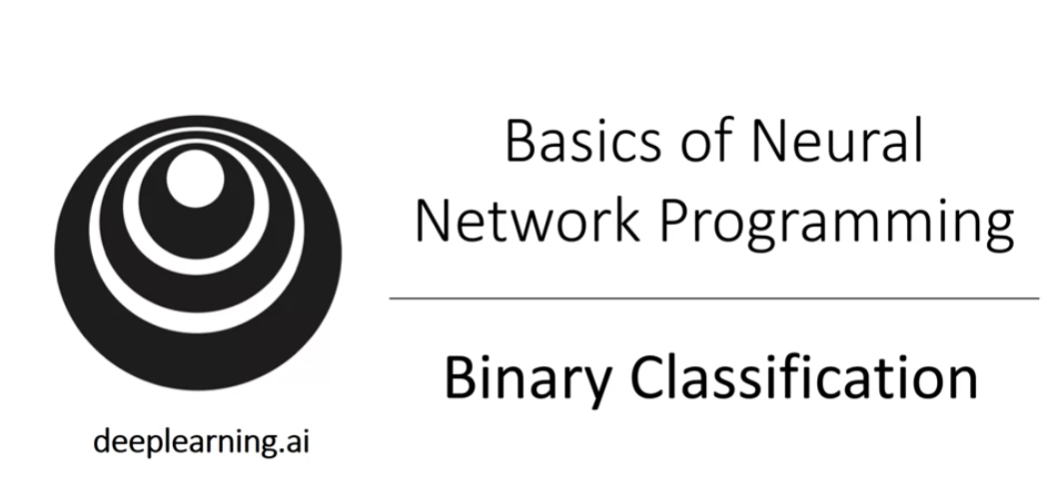 Basics of Neural
Network Programming
Binary Classification
deeplearning.ai